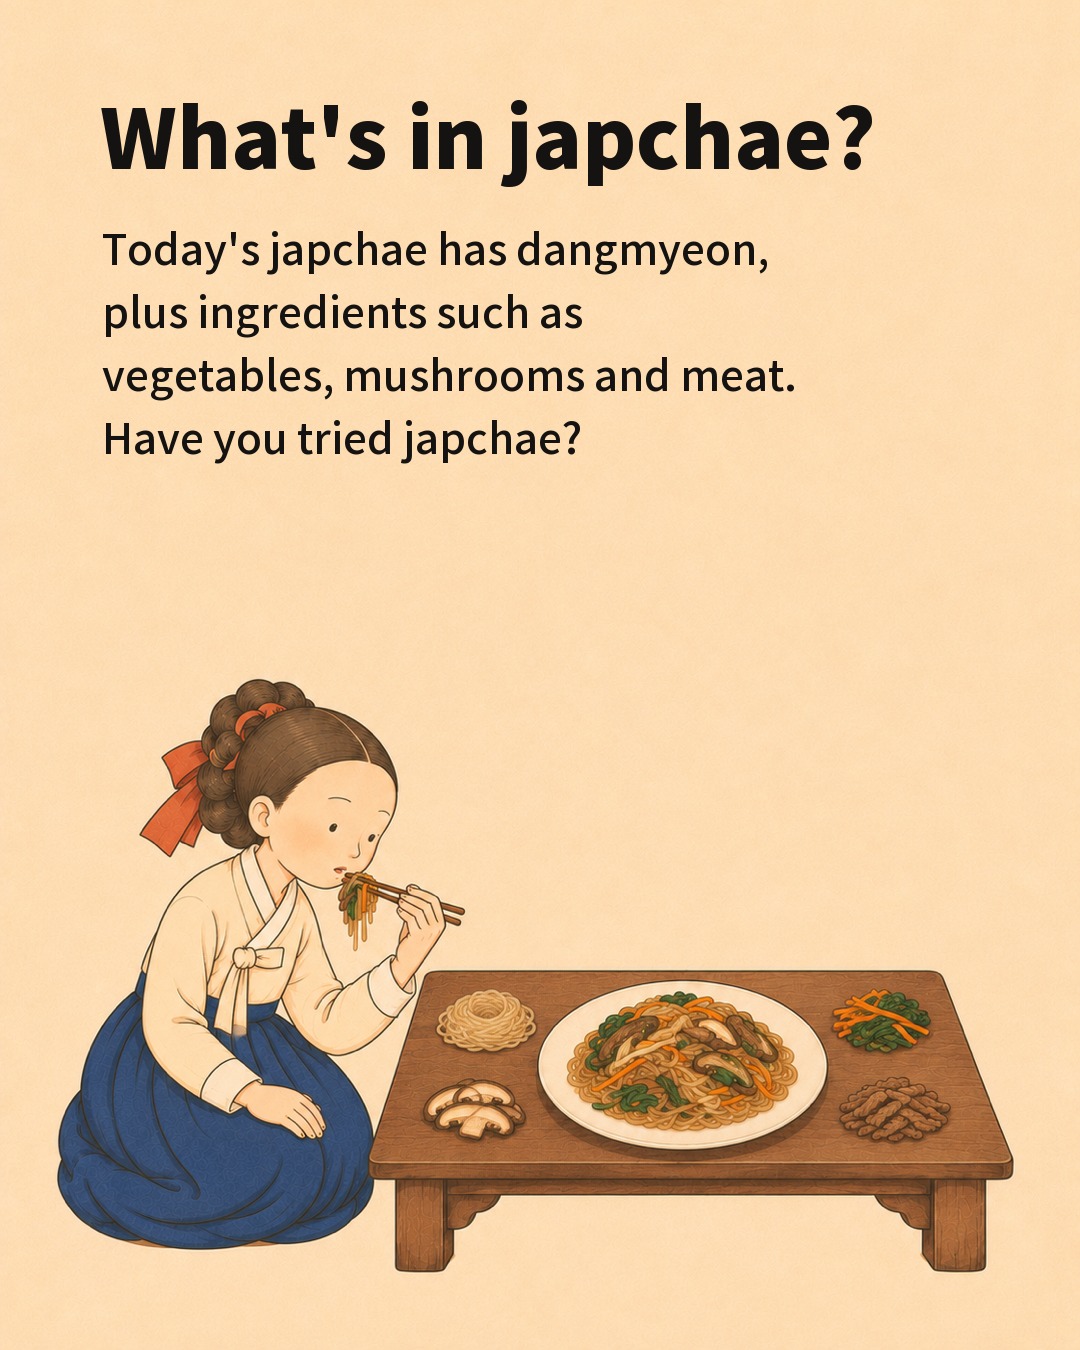 What's in japchae?
Today's japchae has dangmyeon,
plus ingredients such as
vegetables, mushrooms and meat.
Have you tried japchae?